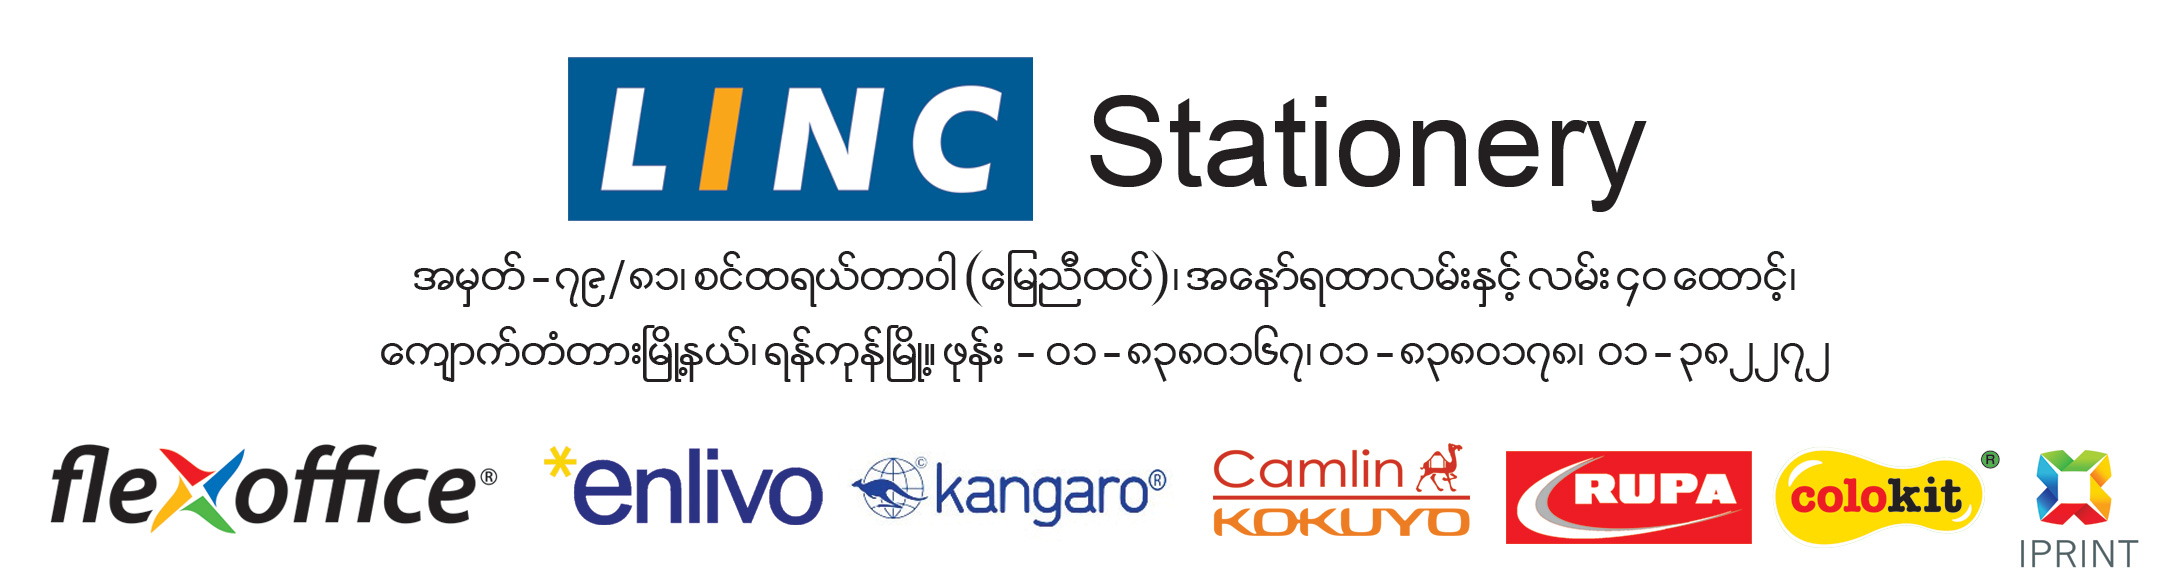 LINC Stationery
အမှတ် - ၇၉/၈၁၊ စင်ထရယ်တာဝါ (မြေညီထပ်)၊ အနော်ရထာလမ်းနှင့် လမ်း ၄၀ ထောင့်၊
ကျောက်တံတားမြို့နယ်၊ ရန်ကုန်မြို့။ ဖုန်း - ၀၁ - ၈၃၈၀၁၆၇၊ ၀၁ - ၈၃၈၀၁၇၈၊ ၀၁ - ၃၈၂၂၇၂
flexoffice® *enlivo ©kangaro® Camlin RUPA colokit®
KOKUYO IPRINT